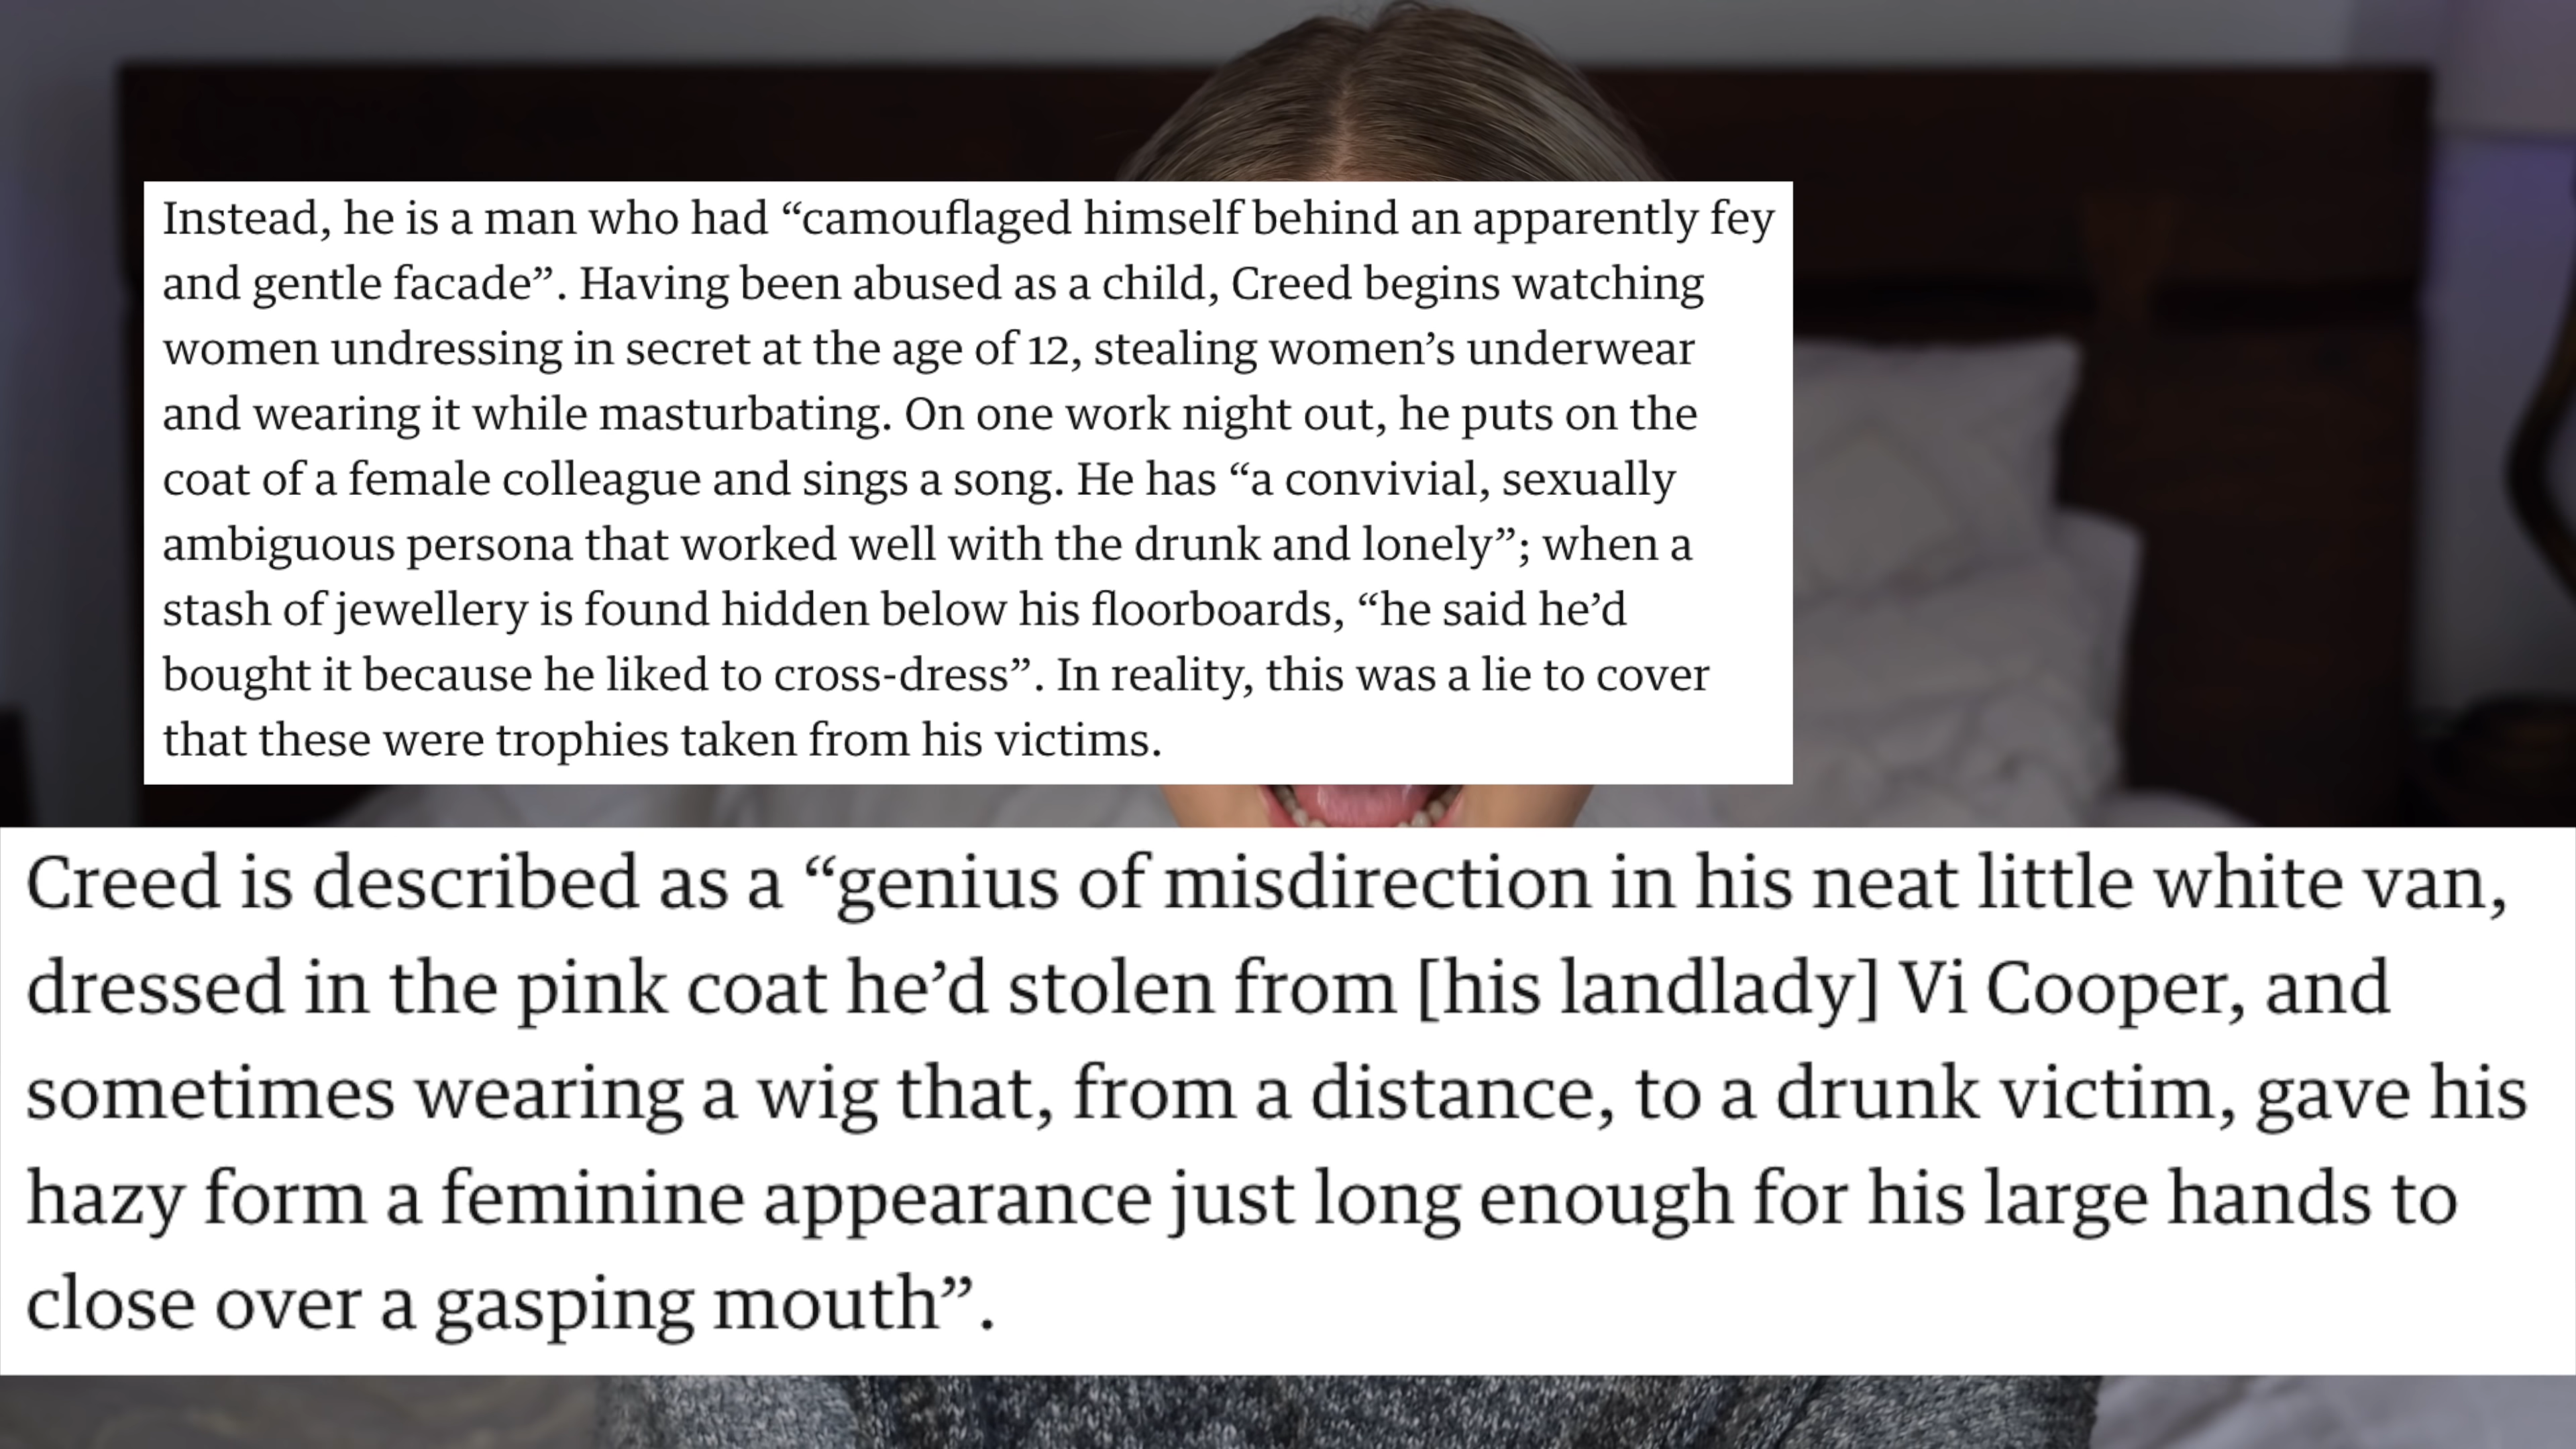 Instead, he is a man who had “camouflaged himself behind an apparently fey
and gentle facade”. Having been abused as a child, Creed begins watching
women undressing in secret at the age of 12, stealing women’s underwear
and wearing it while masturbating. On one work night out, he puts on the
coat of a female colleague and sings a song. He has “a convivial, sexually
ambiguous persona that worked well with the drunk and lonely”; when a
stash of jewellery is found hidden below his floorboards, “he said he’d
bought it because he liked to cross-dress”. In reality, this was a lie to cover
that these were trophies taken from his victims.
Creed is described as a “genius of misdirection in his neat little white van,
dressed in the pink coat he’d stolen from [his landlady] Vi Cooper, and
sometimes wearing a wig that, from a distance, to a drunk victim, gave his
hazy form a feminine appearance just long enough for his large hands to
close over a gasping mouth”.